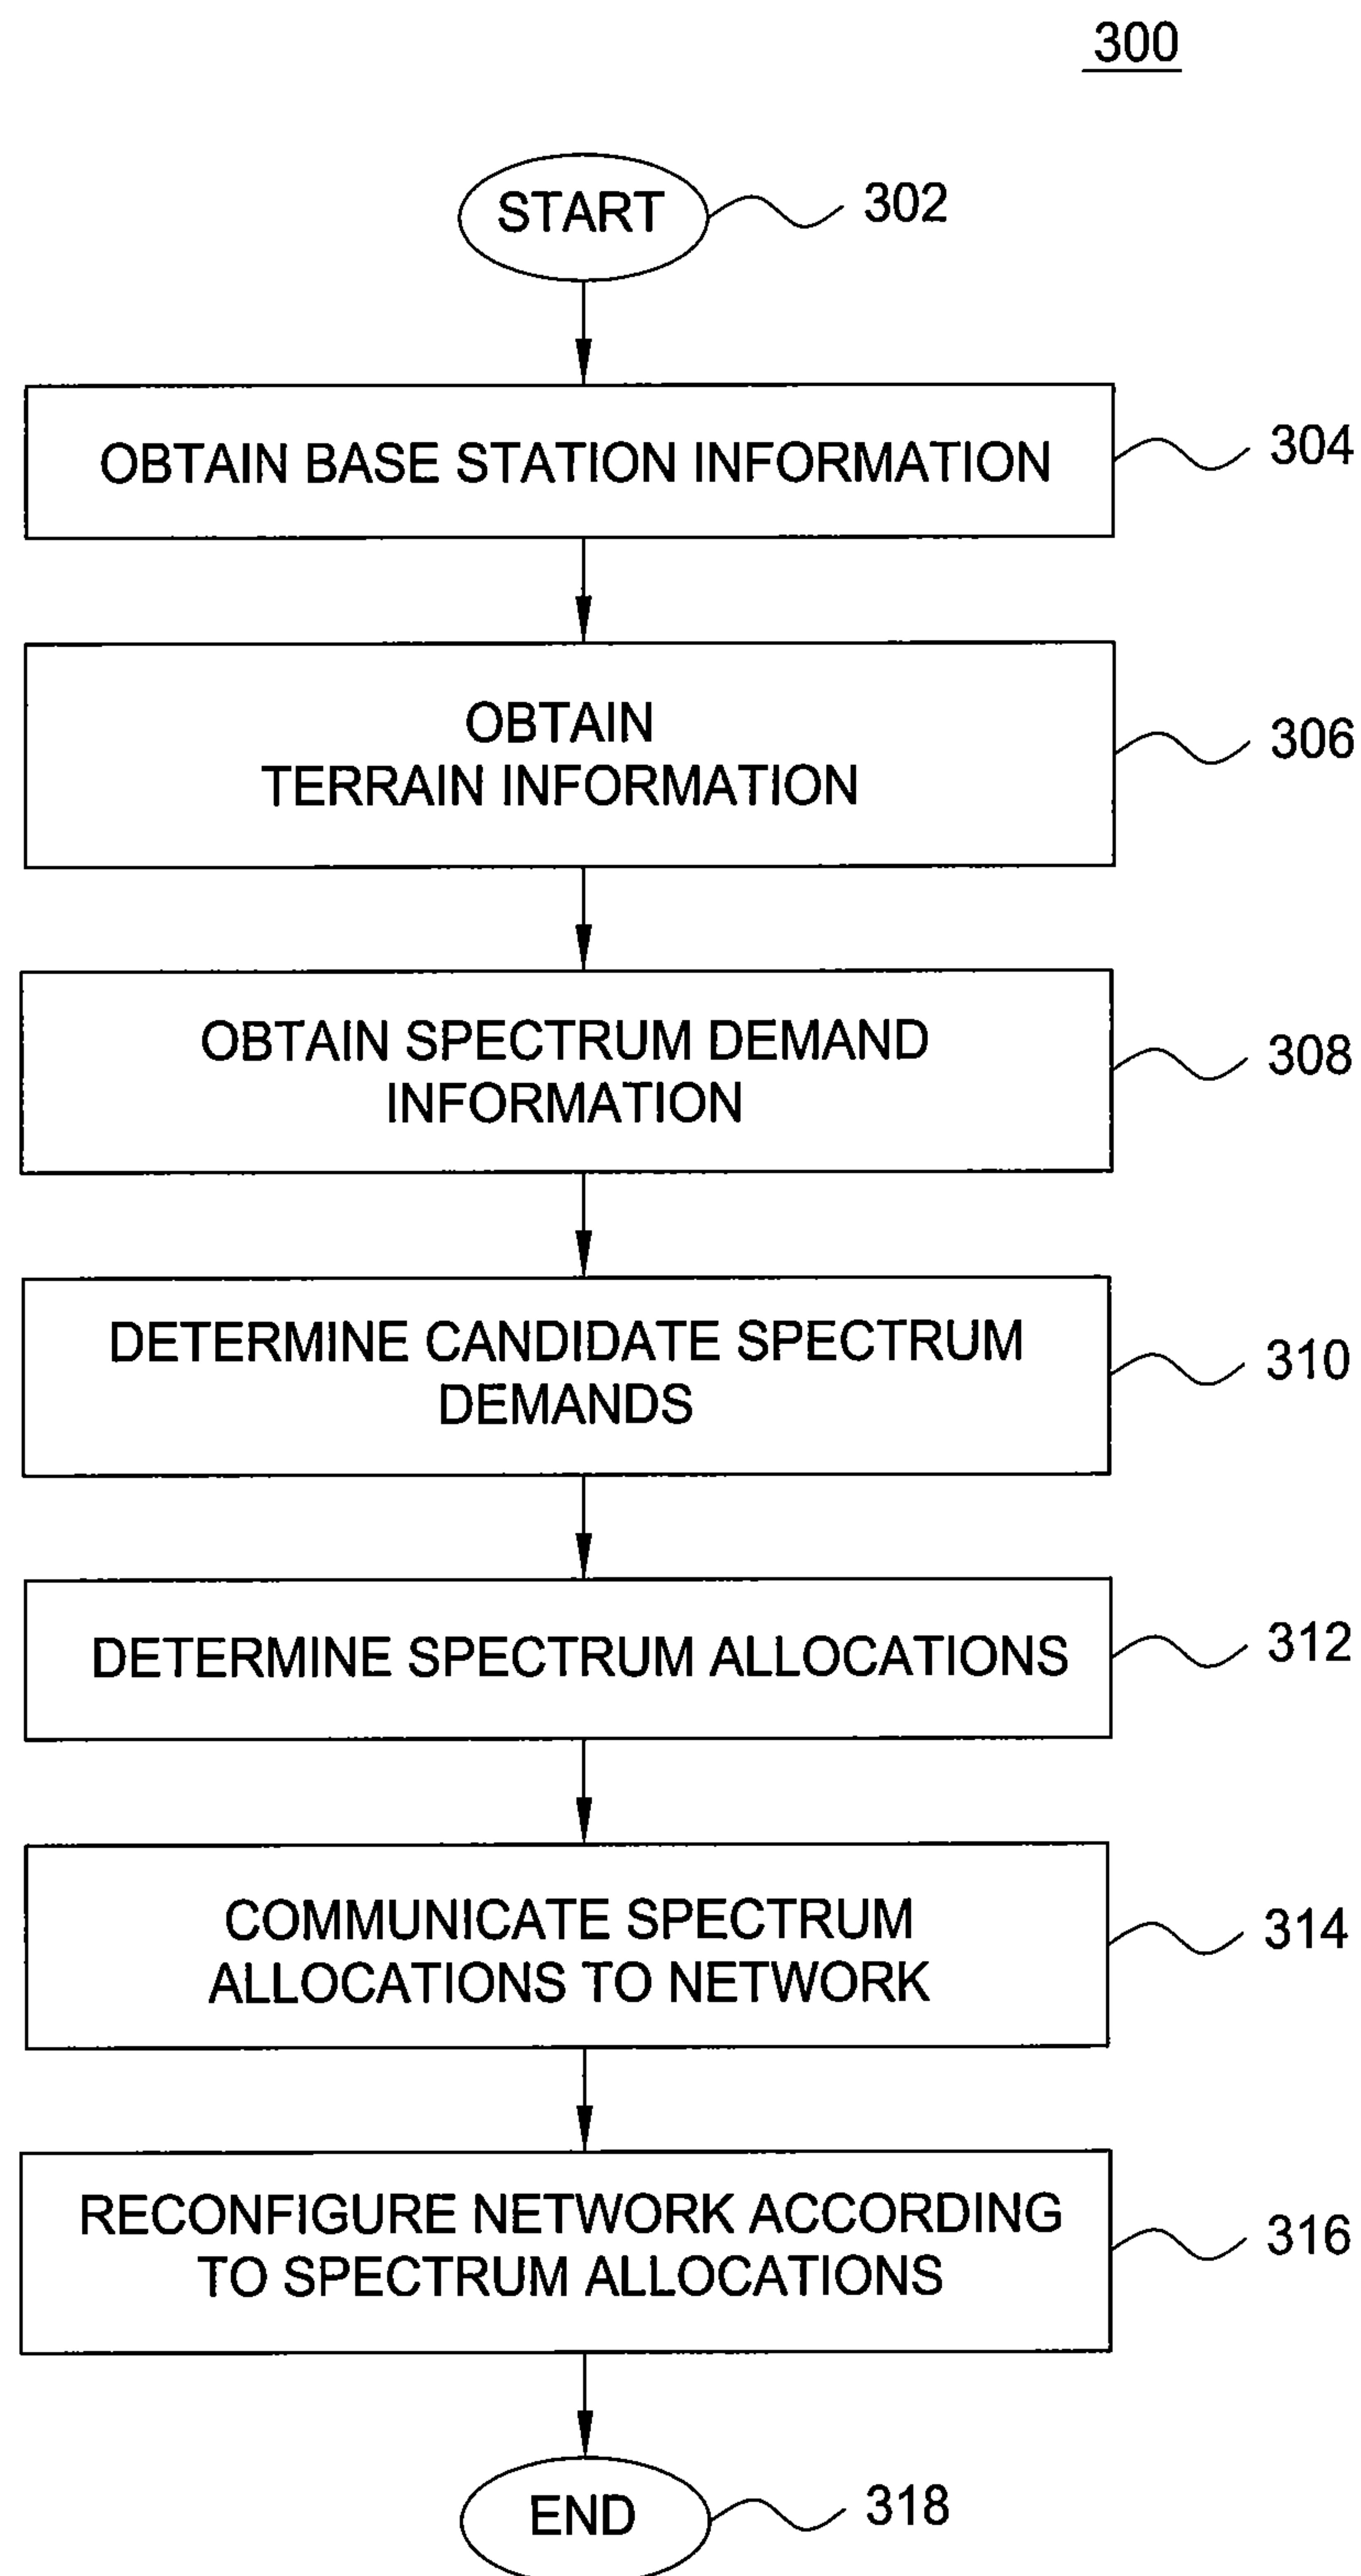 300
START
302
OBTAIN BASE STATION INFORMATION
304
OBTAIN
TERRAIN INFORMATION
306
OBTAIN SPECTRUM DEMAND
INFORMATION
308
DETERMINE CANDIDATE SPECTRUM
DEMANDS
310
DETERMINE SPECTRUM ALLOCATIONS
312
COMMUNICATE SPECTRUM
ALLOCATIONS TO NETWORK
314
RECONFIGURE NETWORK ACCORDING
TO SPECTRUM ALLOCATIONS
316
END
318